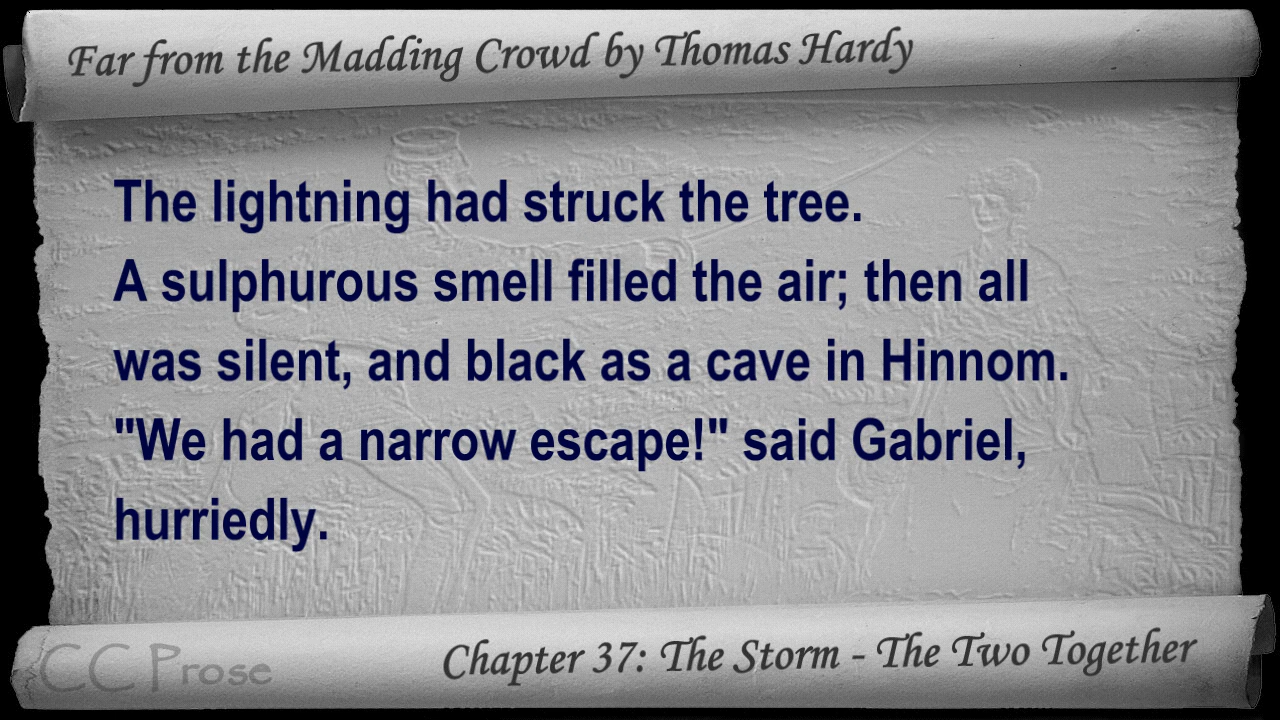 Far from the Madding Crowd by Thomas Hardy
The lightning had struck the tree.
A sulphurous smell filled the air; then all
was silent, and black as a cave in Hinnom.
"We had a narrow escape!" said Gabriel,
hurriedly.
CC Prose
Chapter 37: The Storm - The Two Together